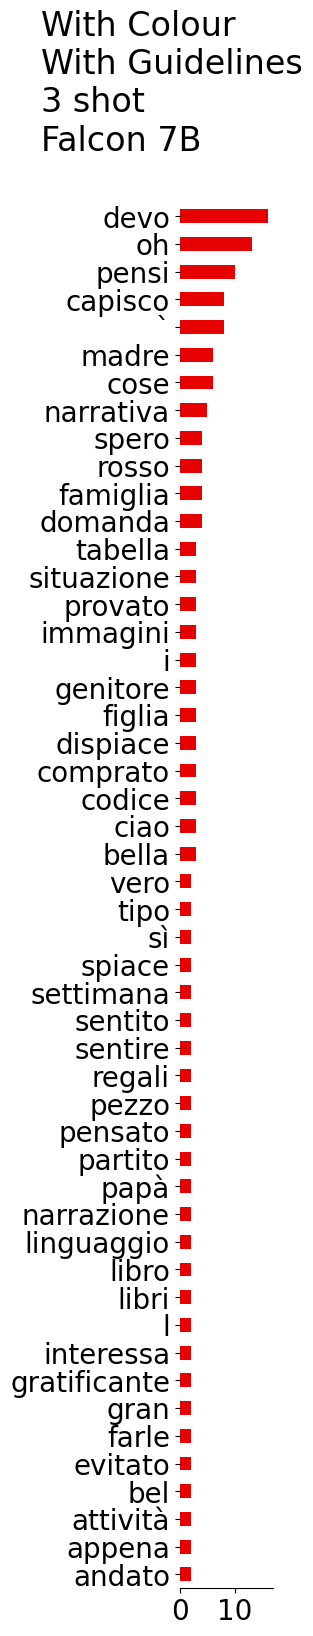 With Colour
With Guidelines
3 shot
Falcon 7B
devo
oh
pensi
capisco
`
madre
cose
narrativa
spero
rosso
famiglia
domanda
tabella
situazione
provato
immagini
i
genitore
figlia
dispiace
comprato
codice
ciao
bella
vero
tipo
sì
spiace
settimana
sentito
sentire
regali
pezzo
pensato
partito
papà
narrazione
linguaggio
libro
libri
l
interessa
gratificante
gran
farle
evitato
bel
attività
appena
andato
0 10